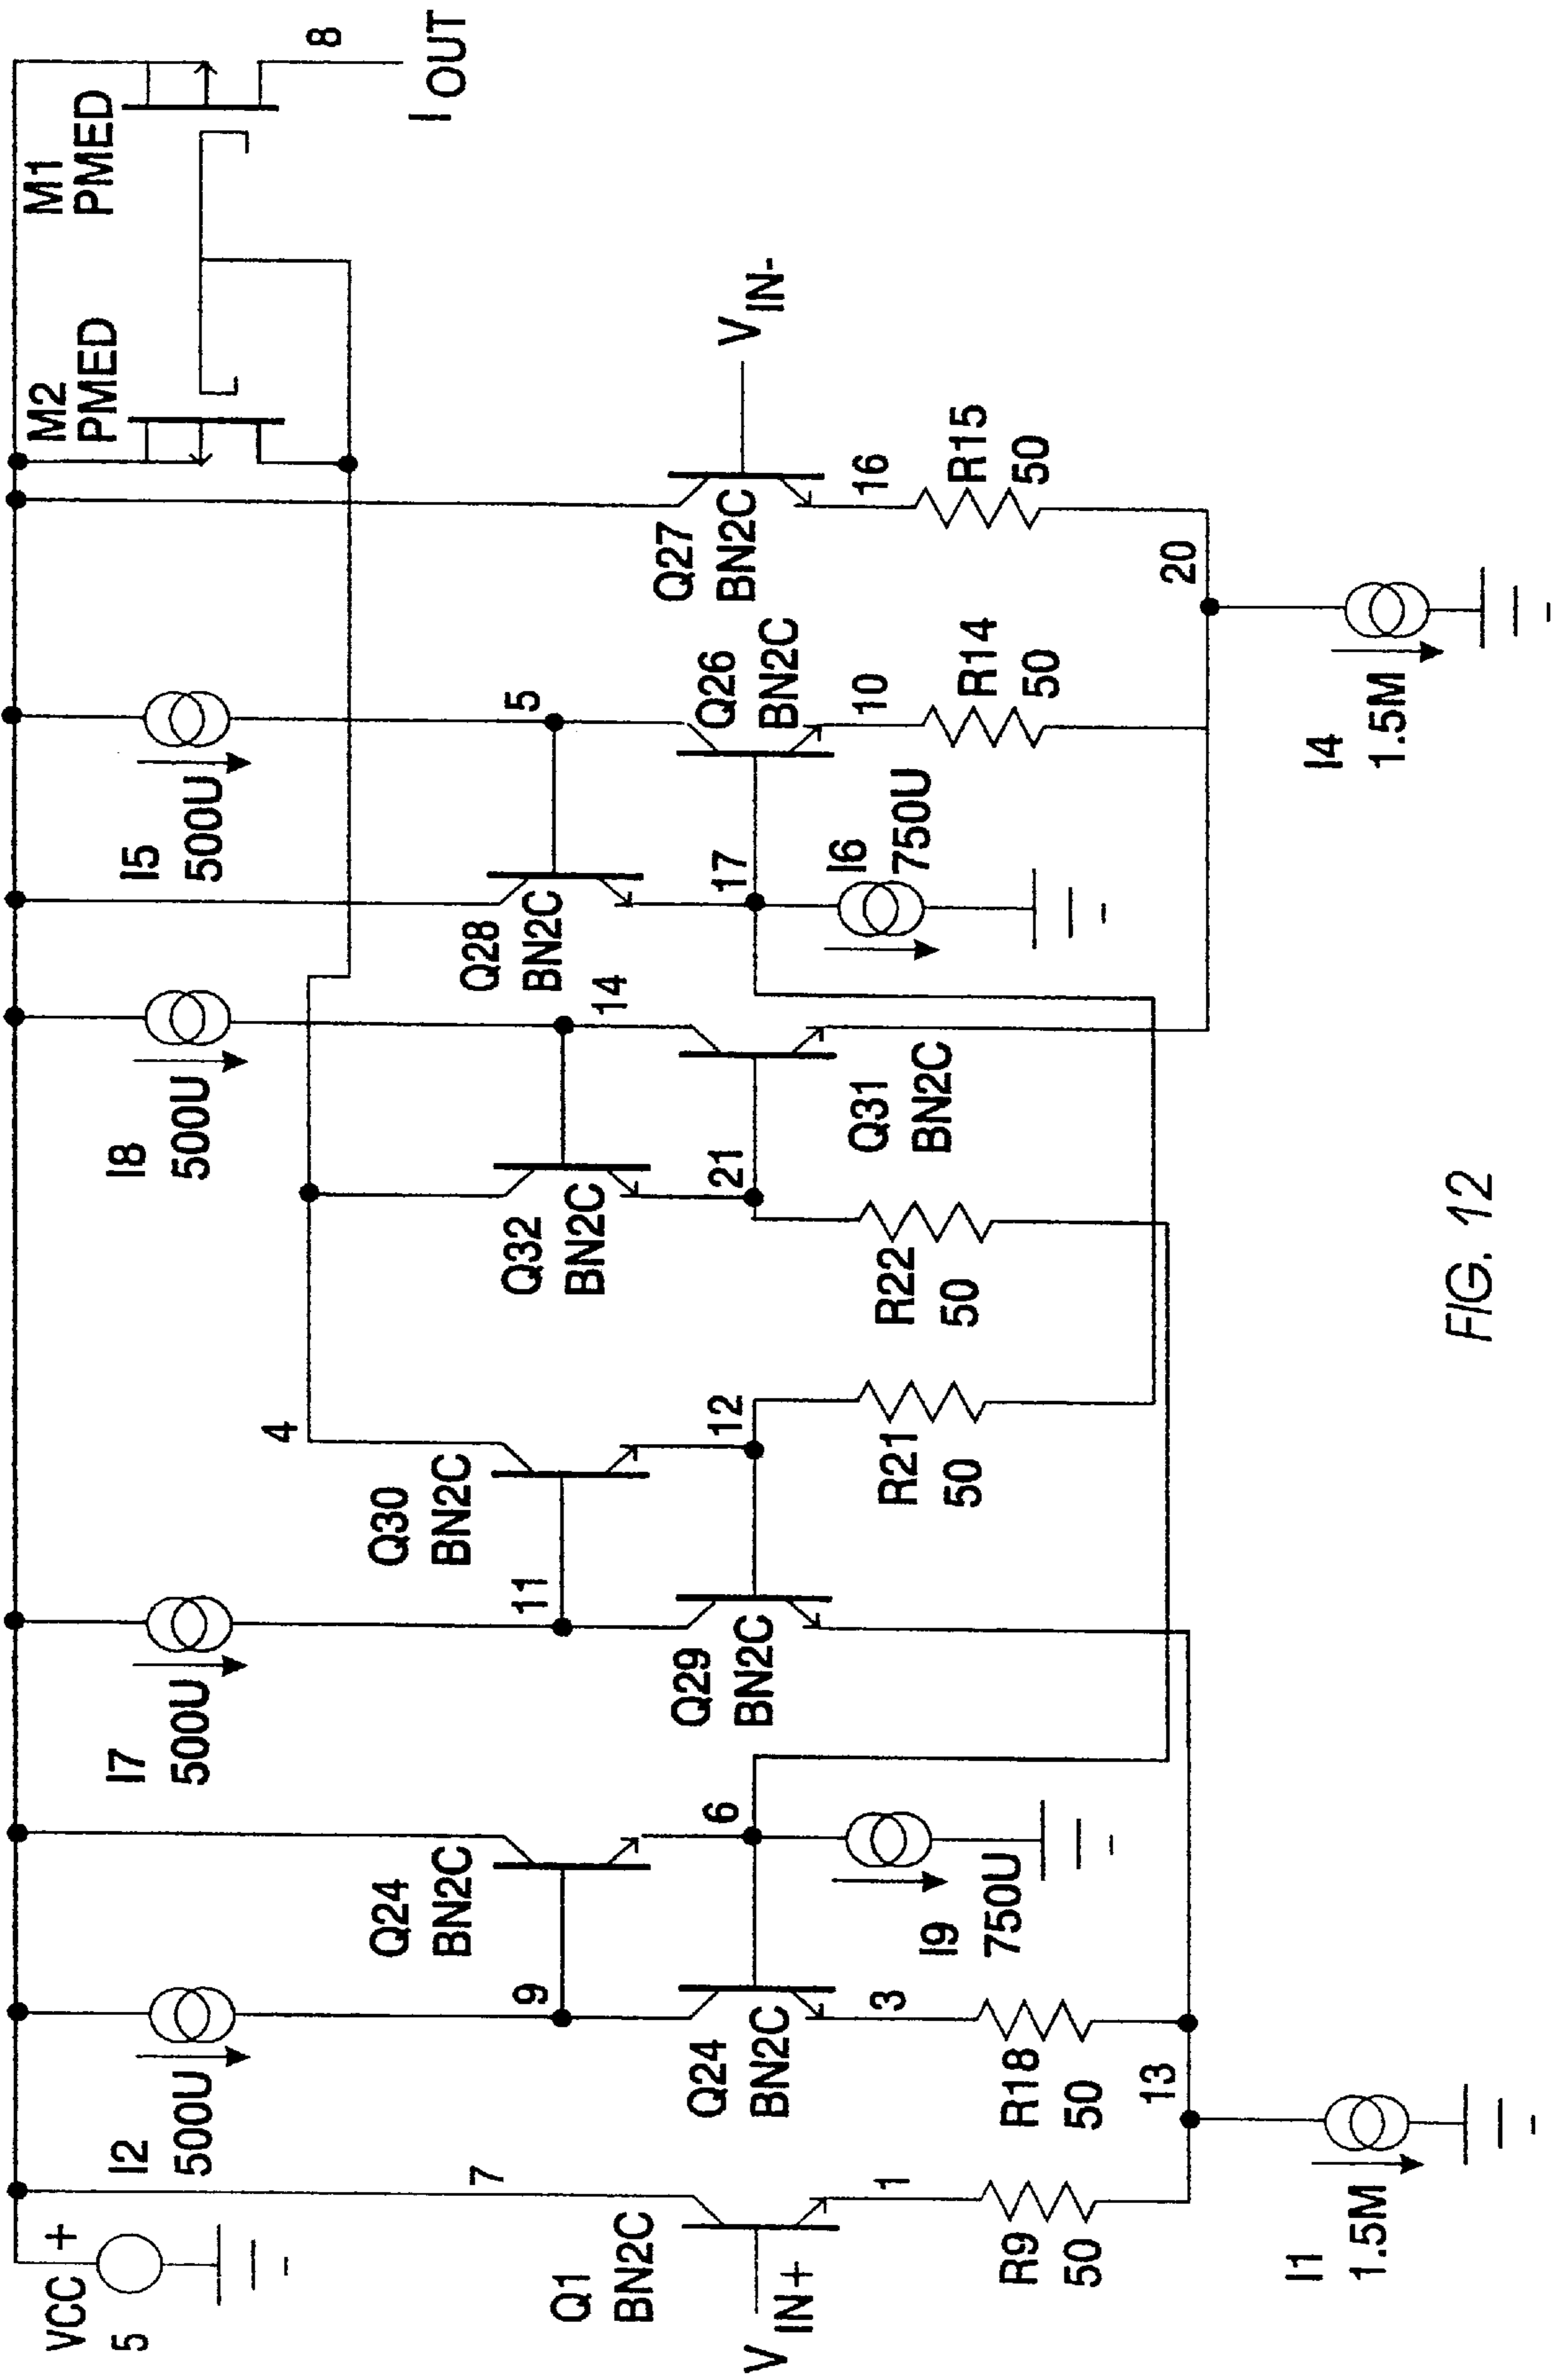 VCC +
5
I2
500U
I7
500U
I8
500U
I5
500U
M2
PMED
M1
PMED
8
I OUT
7
9
Q24
BN2C
11
Q30
BN2C
4
Q32
BN2C
14
Q28
BN2C
5
Q1
BN2C
V IN+
Q24
BN2C
6
Q29
BN2C
12
21
Q31
BN2C
17
Q26
BN2C
Q27
BN2C
V IN-
1
3
I9
750U
I6
750U
10
16
R9
50
R18
50
R21
50
R22
50
R14
50
R15
50
13
20
I1
1.5M
I4
1.5M
FIG. 12